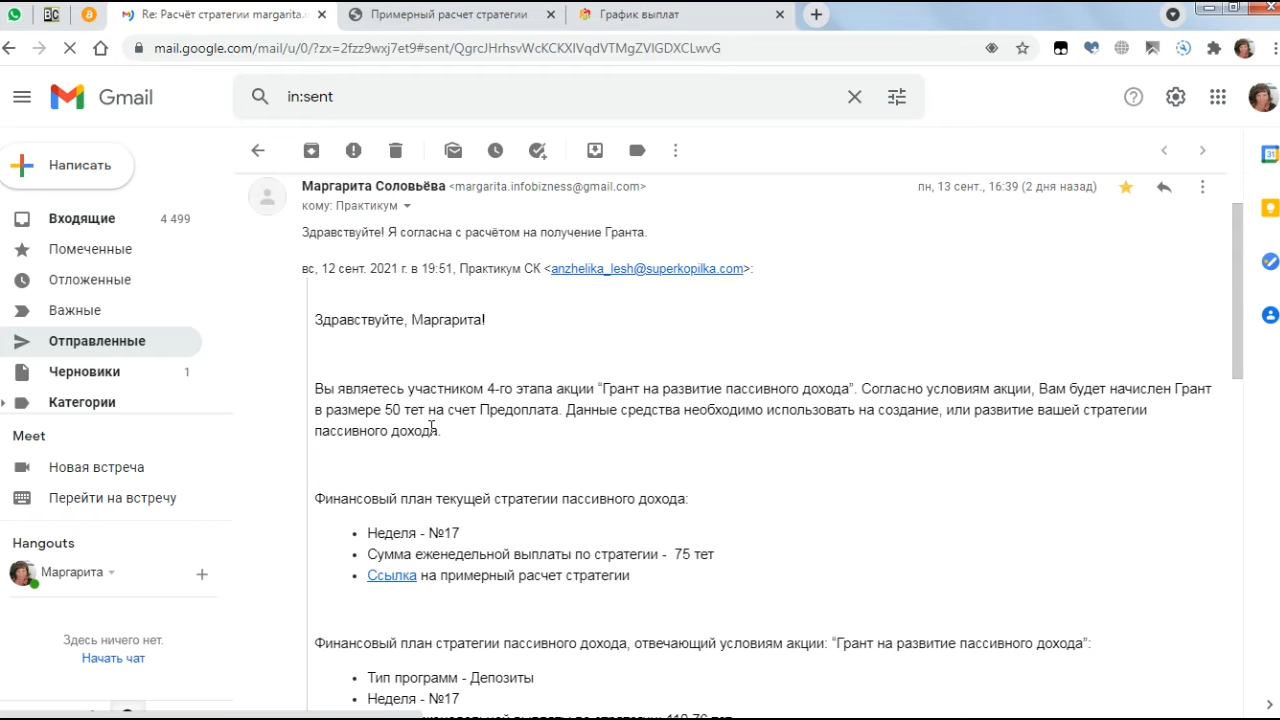 Re: Расчёт стратегии margarita.
Примерный расчет стратегии
График выплат
mail.google.com/mail/u/0/?zx=2fzz9wxj7et9#sent/QgrcJHrhsvWcKCKXlVqdVTMgZVlGDXCLwvG
Gmail
in:sent
Написать
Входящие 4 499
Помеченные
Отложенные
Важные
Отправленные
Черновики 1
Категории
Meet
Новая встреча
Перейти на встречу
Hangouts
Маргарита
Здесь ничего нет.
Начать чат
Маргарита Соловьёва <margarita.infobizness@gmail.com>
пн, 13 сент., 16:39 (2 дня назад)
кому: Практикум
Здравствуйте! Я согласна с расчётом на получение Гранта.
вс, 12 сент. 2021 г. в 19:51, Практикум СК <anzhelika_lesh@superkopilka.com>:
Здравствуйте, Маргарита!
Вы являетесь участником 4-го этапа акции “Грант на развитие пассивного дохода”. Согласно условиям акции, Вам будет начислен Грант
в размере 50 тет на счет Предоплата. Данные средства необходимо использовать на создание, или развитие вашей стратегии
пассивного дохода.
Финансовый план текущей стратегии пассивного дохода:
• Неделя - №17
• Сумма еженедельной выплаты по стратегии - 75 тет
• Ссылка на примерный расчет стратегии
Финансовый план стратегии пассивного дохода, отвечающий условиям акции: “Грант на развитие пассивного дохода”:
• Тип программ - Депозиты
• Неделя - №17